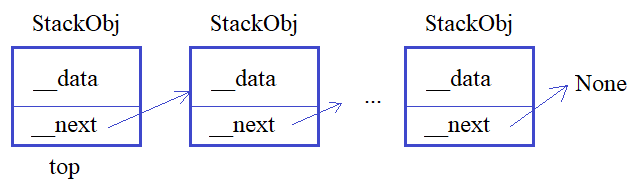 StackObj StackObj StackObj
__data __data ... __data None
__next __next __next
top